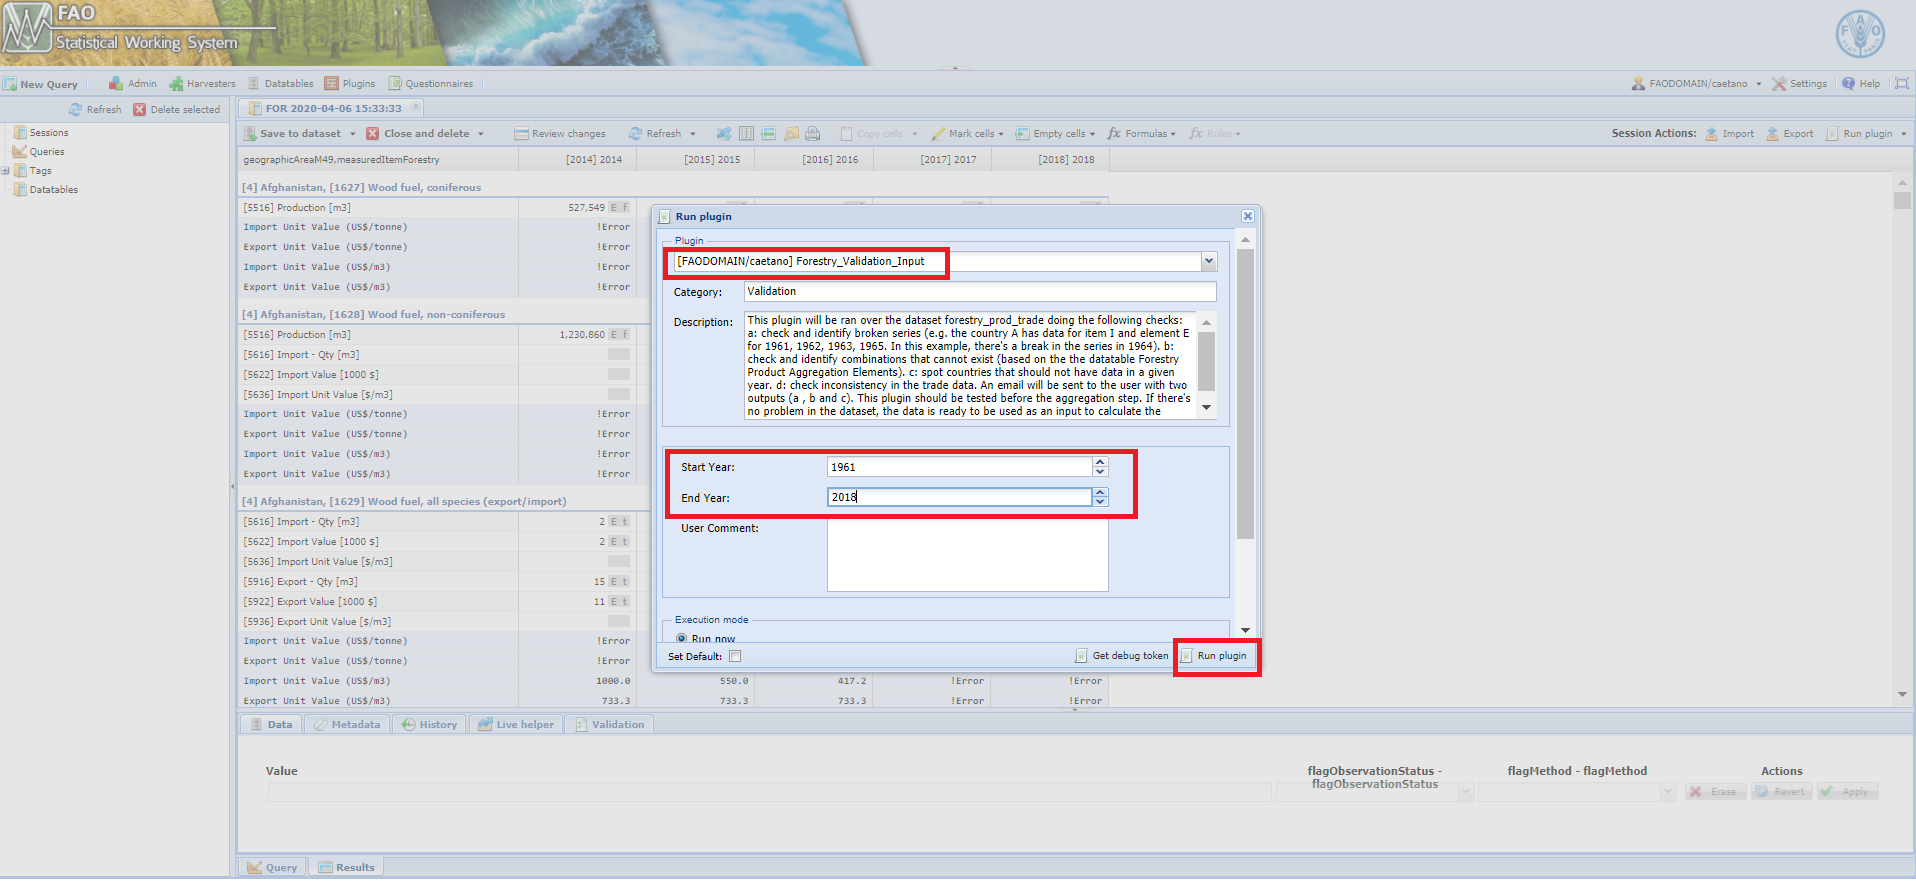 FAO
Statistical Working System
New Query Admin Harvesters Datatables Plugins Questionnaires FAODOMAIN/caetano Settings Help
Refresh Delete selected
Sessions
Queries
Tags
Datatables
FOR 2020-04-06 15:33:33
Save to dataset Close and delete Review changes Refresh Copy cells Mark cells Empty cells fx Formulas fx Rules Session Actions: Import Export Run plugin
geographicAreaM49,measuredItemForestry [2014] 2014 [2015] 2015 [2016] 2016 [2017] 2017 [2018] 2018
[4] Afghanistan, [1627] Wood fuel, coniferous
[5516] Production [m3] 527,549 E f
Import Unit Value (US$/tonne) !Error
Export Unit Value (US$/tonne) !Error
Import Unit Value (US$/m3) !Error
Export Unit Value (US$/m3) !Error
[4] Afghanistan, [1628] Wood fuel, non-coniferous
[5516] Production [m3] 1,230,860 E f
[5616] Import - Qty [m3]
[5622] Import Value [1000 $]
[5636] Import Unit Value [$/m3]
Import Unit Value (US$/tonne) !Error
Export Unit Value (US$/tonne) !Error
Import Unit Value (US$/m3) !Error
Export Unit Value (US$/m3) !Error
[4] Afghanistan, [1629] Wood fuel, all species (export/import)
[5616] Import - Qty [m3] 2 E t
[5622] Import Value [1000 $] 2 E t
[5636] Import Unit Value [$/m3]
[5916] Export - Qty [m3] 15 E t
[5922] Export Value [1000 $] 11 E t
[5936] Export Unit Value [$/m3]
Import Unit Value (US$/tonne) !Error
Export Unit Value (US$/tonne) !Error
Import Unit Value (US$/m3) 1000.0 550.0 417.2 !Error !Error
Export Unit Value (US$/m3) 733.3 733.3 733.3 !Error !Error
Run plugin
Plugin
[FAODOMAIN/caetano] Forestry_Validation_Input
Category: Validation
Description: This plugin will be ran over the dataset forestry_prod_trade doing the following checks:
a: check and identify broken series (e.g. the country A has data for item I and element E
for 1961, 1962, 1963, 1965. In this example, there's a break in the series in 1964). b:
check and identify combinations that cannot exist (based on the the datatable Forestry
Product Aggregation Elements). c: spot countries that should not have data in a given
year. d: check inconsistency in the trade data. An email will be sent to the user with two
outputs (a , b and c). This plugin should be tested before the aggregation step. If there's
no problem in the dataset, the data is ready to be used as an input to calculate the
Start Year: 1961
End Year: 2018
User Comment:
Execution mode
Run now
Set Default: Get debug token Run plugin
Data Metadata History Live helper Validation
Value flagObservationStatus - flagMethod - flagMethod Actions
flagObservationStatus
Erase Revert Apply
Query Results